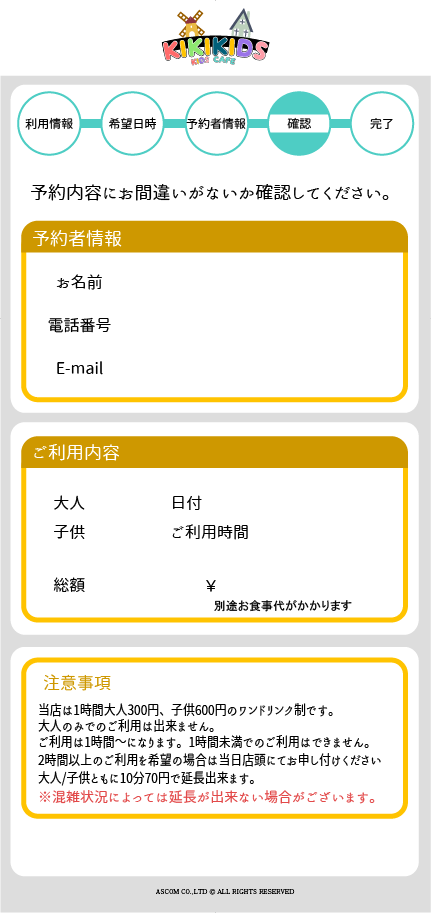 KIKIKIDS
KIDS CAFE
利用情報
希望日時
予約者情報
確認
完了
予約内容にお間違いがないか確認してください。
予約者情報
お名前
電話番号
E-mail
ご利用内容
大人
日付
子供
ご利用時間
総額
¥
別途お食事代がかかります
注意事項
当店は1時間大人300円、子供600円のワンドリンク制です。
大人のみでのご利用は出来ません。
ご利用は1時間〜になります。1時間未満でのご利用はできません。
2時間以上のご利用を希望の場合は当日店頭にてお申し付けください
大人/子供ともに10分70円で延長出来ます。
※混雑状況によっては延長が出来ない場合がございます。
ASCOM CO.,LTD © ALL RIGHTS RESERVED